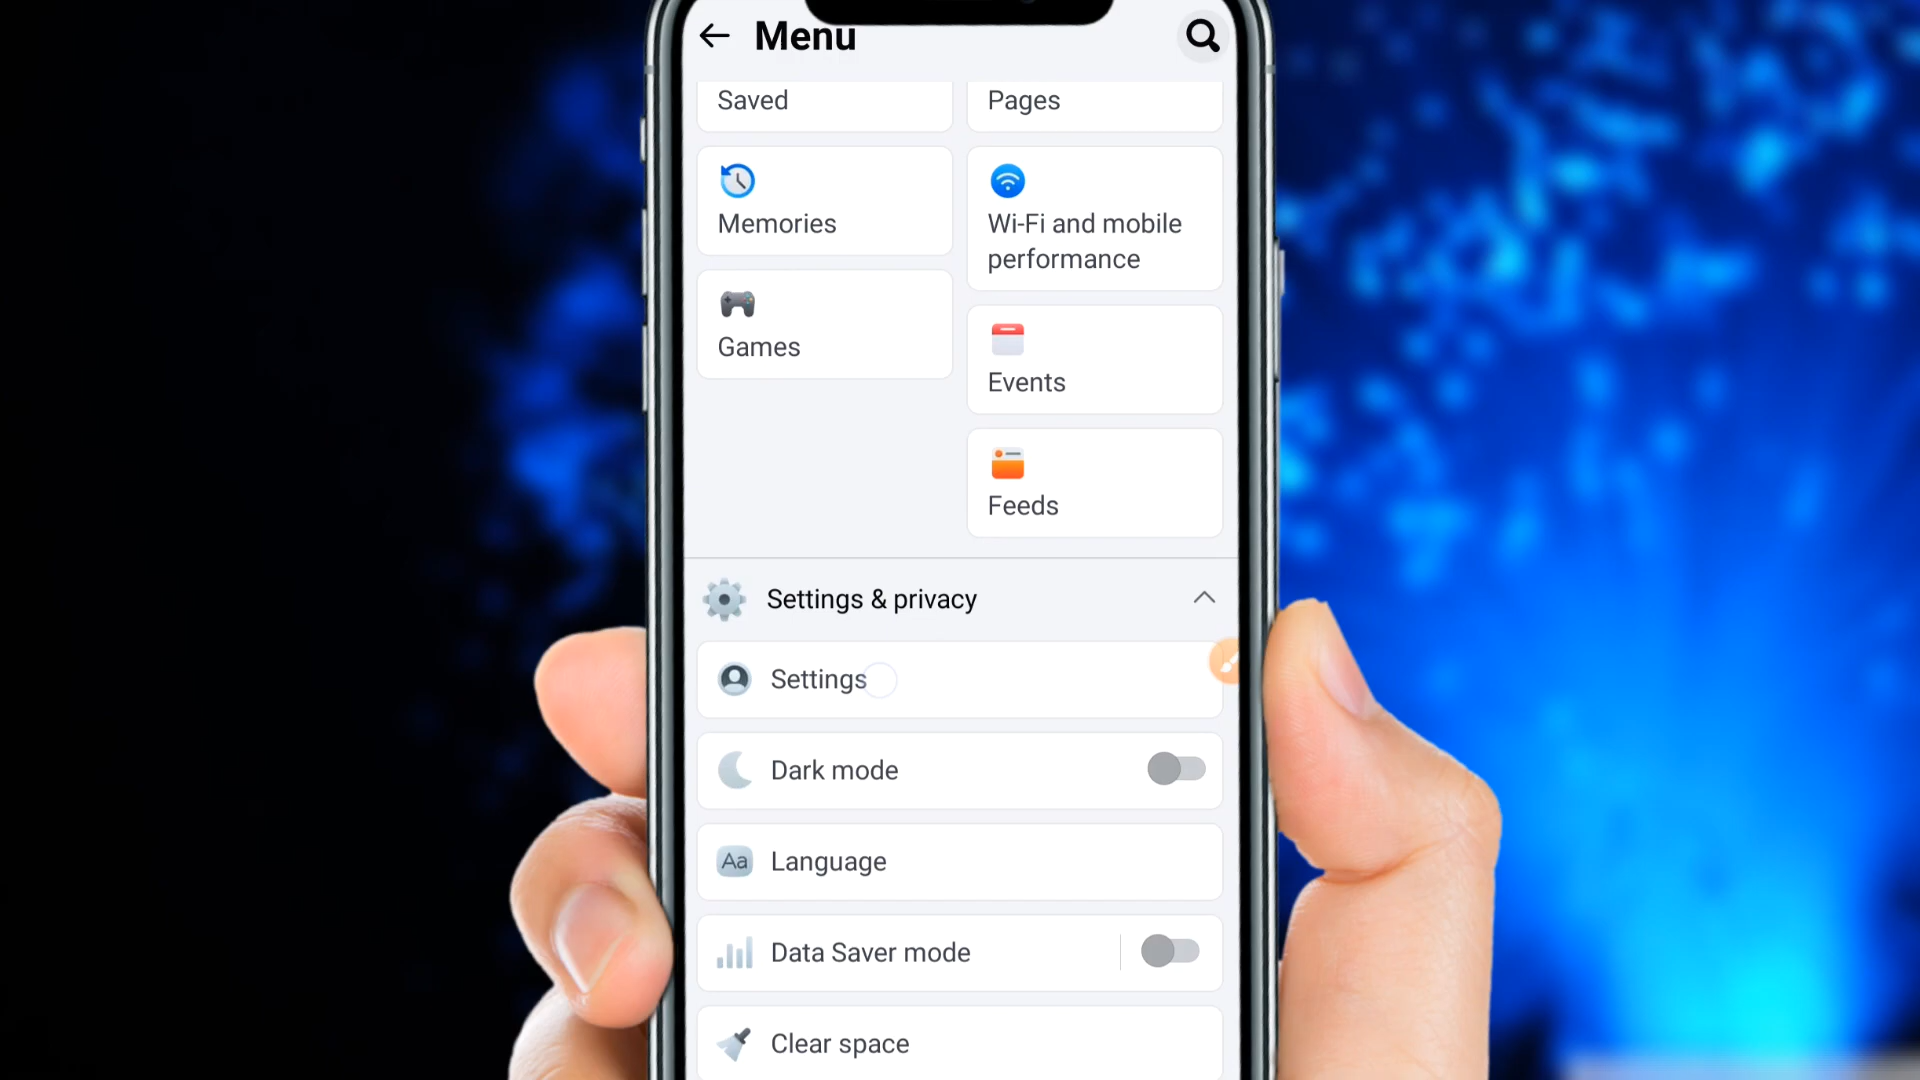 Menu
Saved
Pages
Memories
Wi-Fi and mobile
performance
Games
Events
Feeds
Settings & privacy
Settings
Dark mode
Aa
Language
Data Saver mode
Clear space